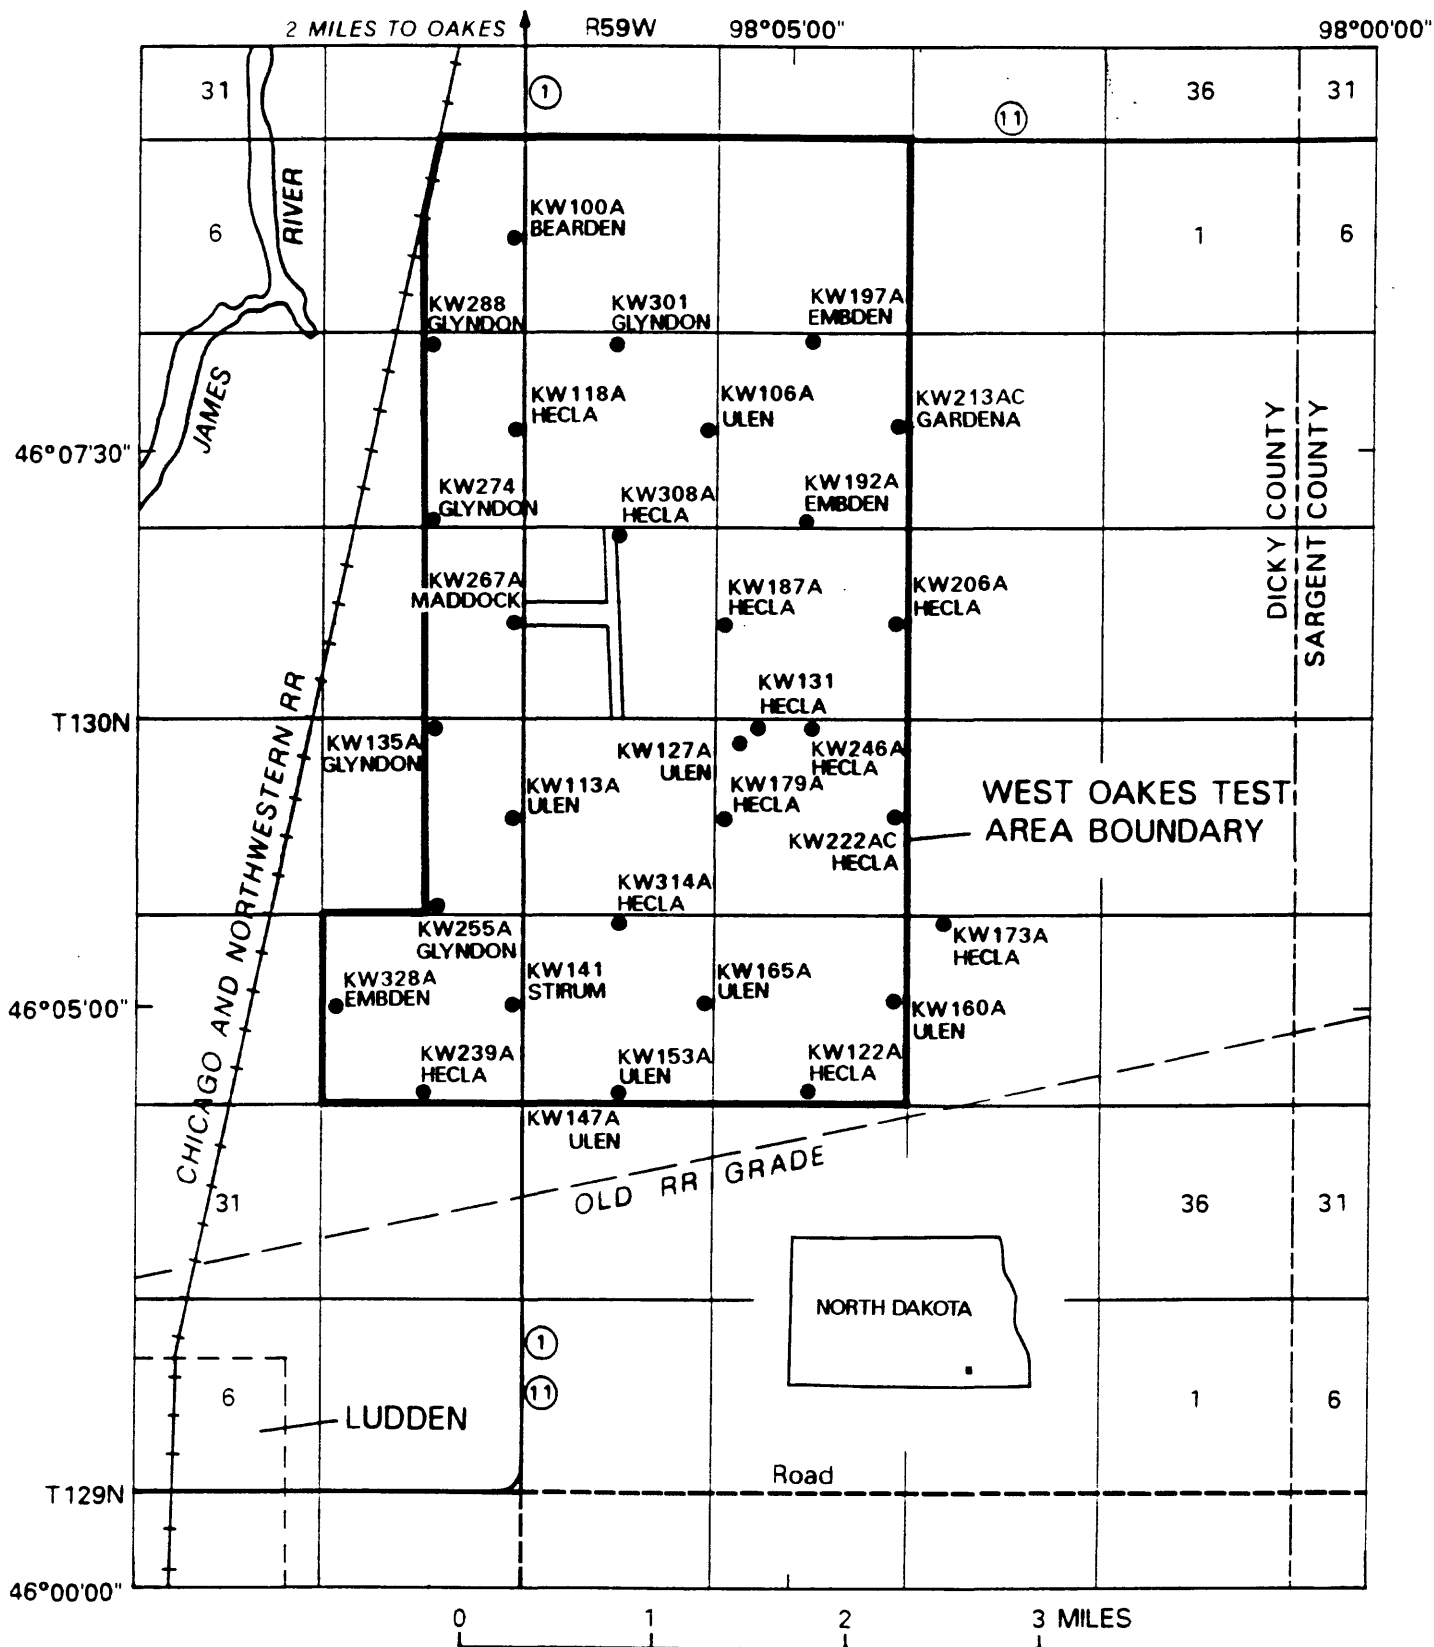 2 MILES TO OAKES
R59W
98°05'00"
98°00'00"
31
1
11
36
31
6
RIVER
JAMES
KW100A
BEARDEN
1
6
KW288
GLYNDON
KW301
GLYNDON
KW197A
EMBDEN
KW118A
HECLA
KW106A
ULEN
KW213AC
GARDENA
46°07'30"
KW274
GLYNDON
KW308A
HECLA
KW192A
EMBDEN
DICKY COUNTY
SARGENT COUNTY
KW267A
MADDOCK
KW187A
HECLA
KW206A
HECLA
CHICAGO AND NORTHWESTERN RR
T130N
KW131
HECLA
KW135A
GLYNDON
KW127A
ULEN
KW246A
HECLA
KW113A
ULEN
KW179A
HECLA
WEST OAKES TEST
AREA BOUNDARY
KW222AC
HECLA
KW314A
HECLA
KW255A
GLYNDON
KW173A
HECLA
KW328A
EMBDEN
KW141
STIRUM
KW165A
ULEN
46°05'00"
KW160A
ULEN
KW239A
HECLA
KW153A
ULEN
KW122A
HECLA
KW147A
ULEN
OLD RR GRADE
31
36
31
NORTH DAKOTA
1
11
6
LUDDEN
1
6
Road
T129N
46°00'00"
0
1
2
3 MILES